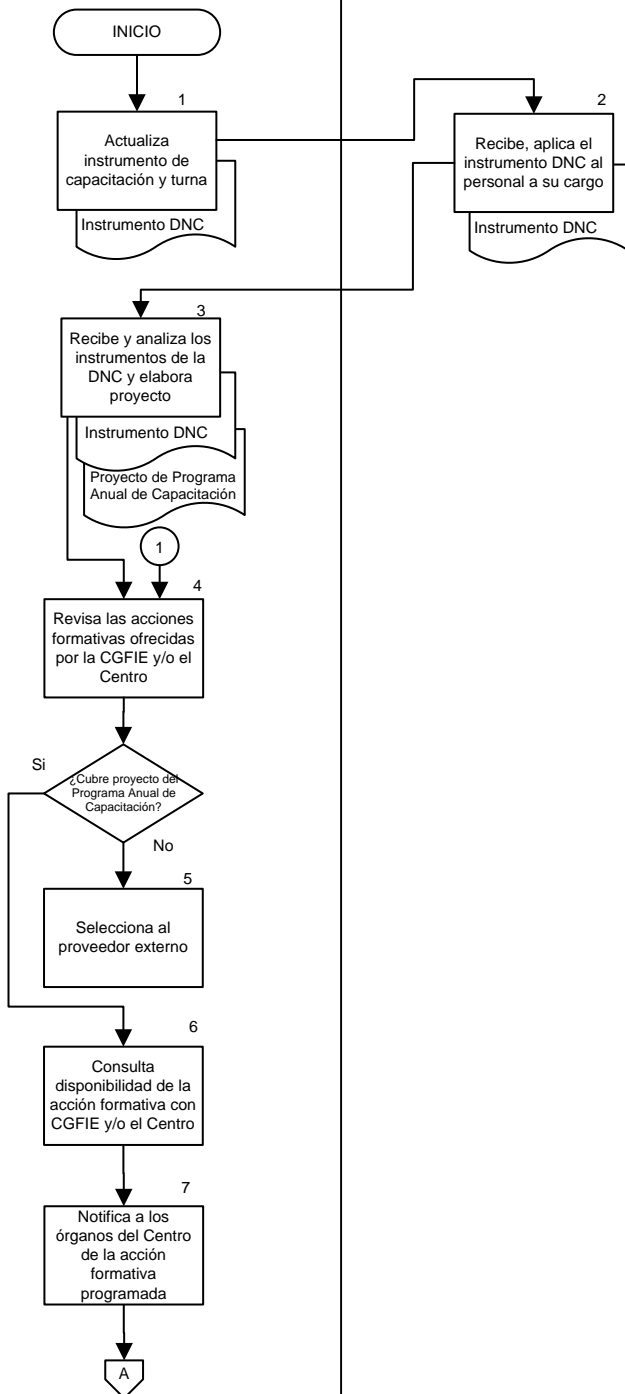 INICIO
1
Actualiza
instrumento de
capacitación y turna
Instrumento DNC
2
Recibe, aplica el
instrumento DNC al
personal a su cargo
Instrumento DNC
3
Recibe y analiza los
instrumentos de la
DNC y elabora
proyecto
Instrumento DNC
Proyecto de Programa
Anual de Capacitación
1
4
Revisa las acciones
formativas ofrecidas
por la CGFIE y/o el
Centro
Si
¿Cubre proyecto del
Programa Anual de
Capacitación?
No
5
Selecciona al
proveedor externo
6
Consulta
disponibilidad de la
acción formativa con
CGFIE y/o el Centro
7
Notifica a los
órganos del Centro
de la acción
formativa
programada
A